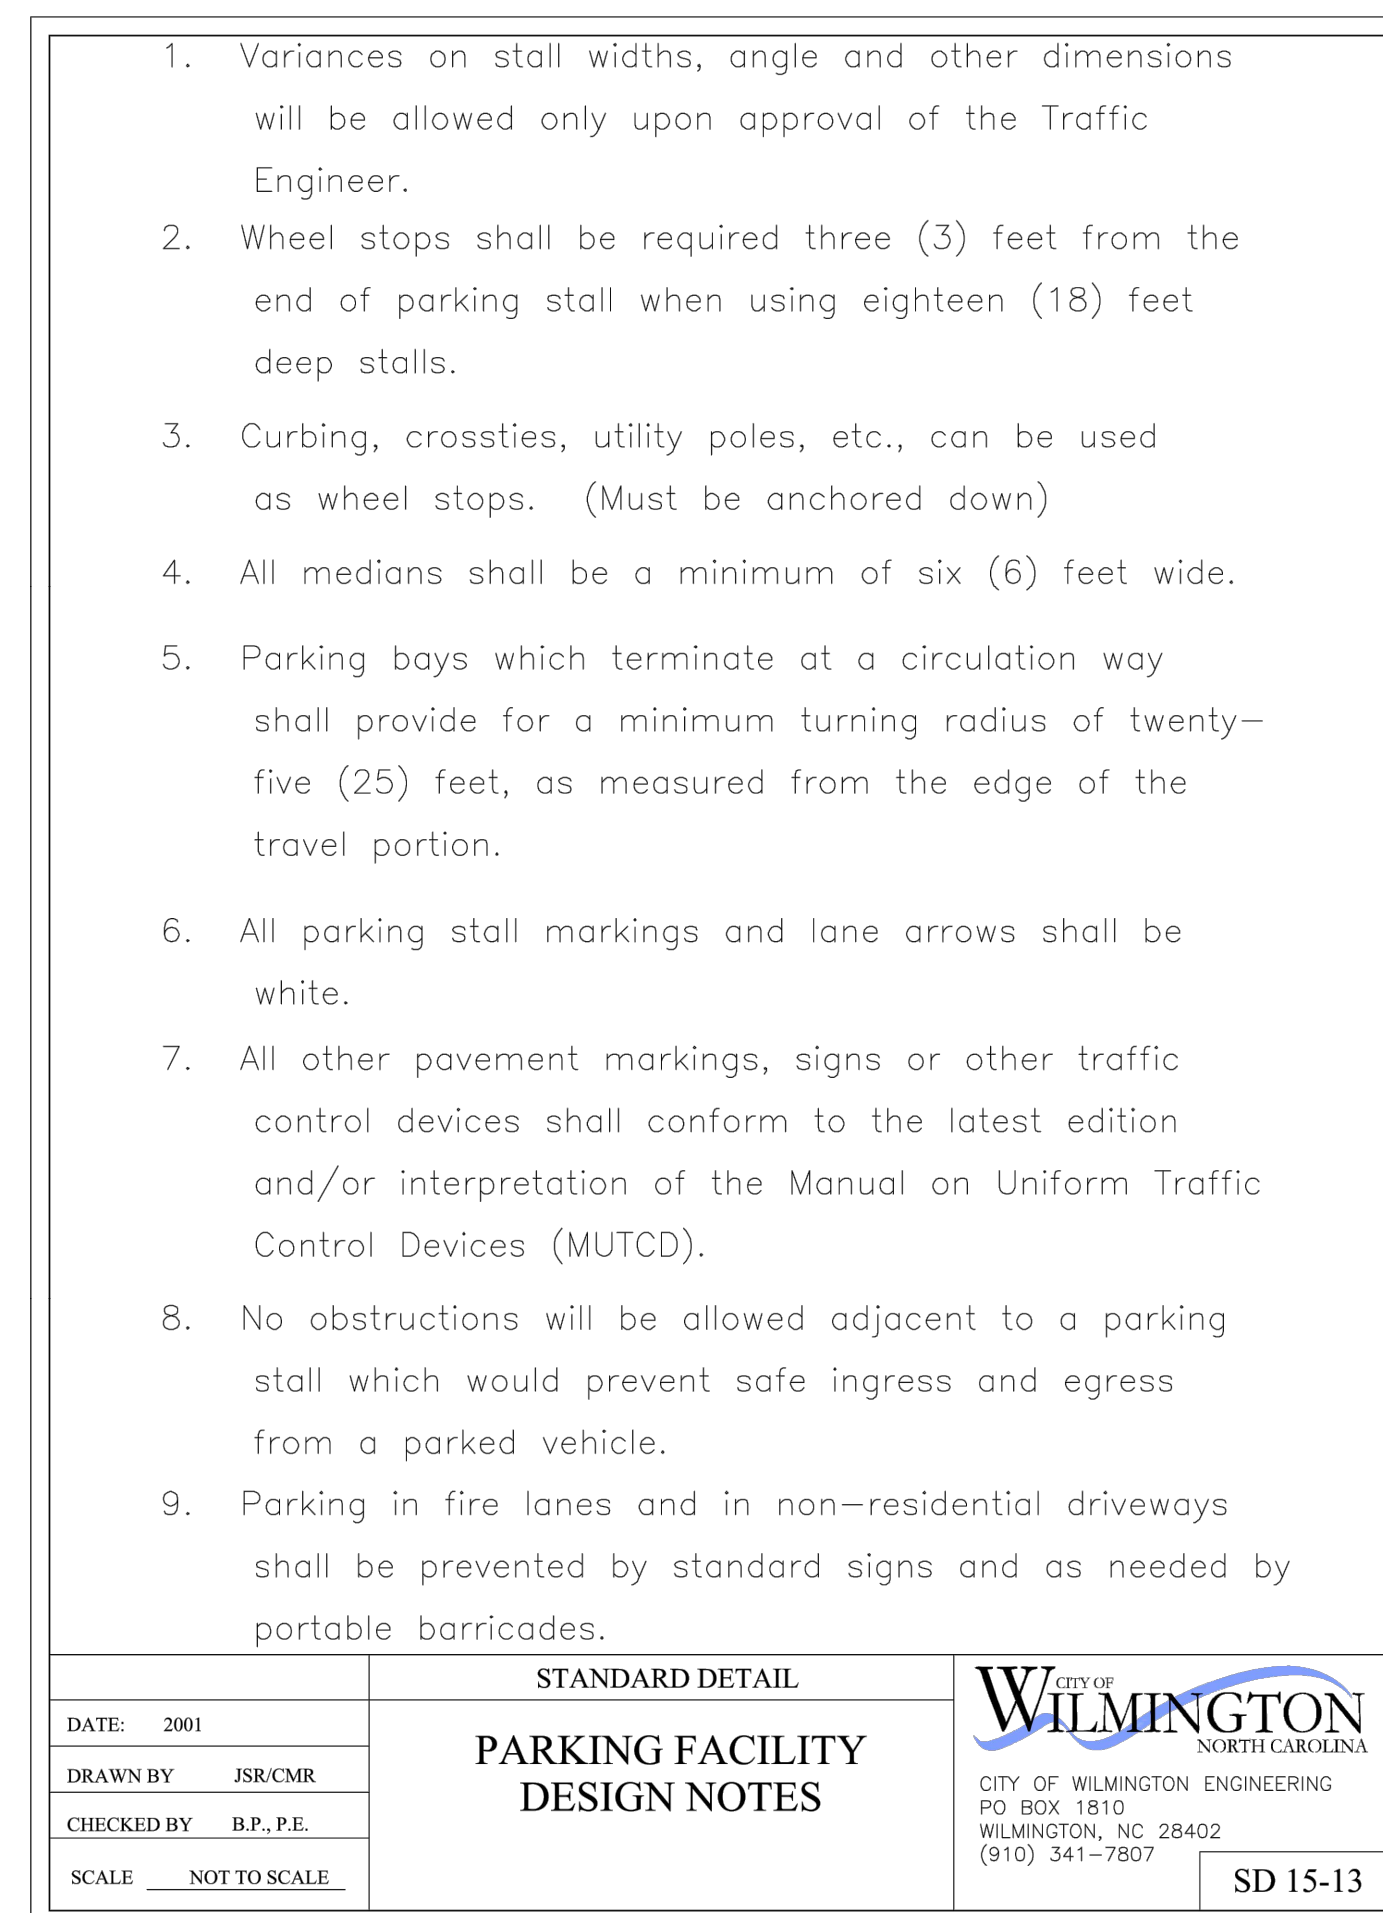 1. Variances on stall widths, angle and other dimensions
will be allowed only upon approval of the Traffic
Engineer.
2. Wheel stops shall be required three (3) feet from the
end of parking stall when using eighteen (18) feet
deep stalls.
3. Curbing, crossties, utility poles, etc., can be used
as wheel stops. (Must be anchored down)
4. All medians shall be a minimum of six (6) feet wide.
5. Parking bays which terminate at a circulation way
shall provide for a minimum turning radius of twenty-
five (25) feet, as measured from the edge of the
travel portion.
6. All parking stall markings and lane arrows shall be
white.
7. All other pavement markings, signs or other traffic
control devices shall conform to the latest edition
and/or interpretation of the Manual on Uniform Traffic
Control Devices (MUTCD).
8. No obstructions will be allowed adjacent to a parking
stall which would prevent safe ingress and egress
from a parked vehicle.
9. Parking in fire lanes and in non-residential driveways
shall be prevented by standard signs and as needed by
portable barricades.
DATE: 2001
DRAWN BY JSR/CMR
CHECKED BY B.P., P.E.
SCALE NOT TO SCALE
STANDARD DETAIL
PARKING FACILITY
DESIGN NOTES
CITY OF
WILMINGTON
NORTH CAROLINA
CITY OF WILMINGTON ENGINEERING
PO BOX 1810
WILMINGTON, NC 28402
(910) 341-7807
SD 15-13